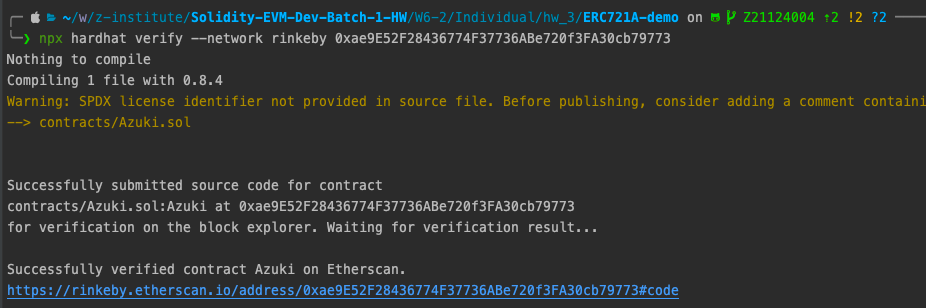 ~/w/z-institute/Solidity-EVM-Dev-Batch-1-HW/W6-2/Individual/hw_3/ERC721A-demo on Z21124004 ↑2 !2 ?2
❯ npx hardhat verify --network rinkeby 0xae9E52F28436774F37736ABe720f3FA30cb79773
Nothing to compile
Compiling 1 file with 0.8.4
Warning: SPDX license identifier not provided in source file. Before publishing, consider adding a comment containi
--> contracts/Azuki.sol
Successfully submitted source code for contract
contracts/Azuki.sol:Azuki at 0xae9E52F28436774F37736ABe720f3FA30cb79773
for verification on the block explorer. Waiting for verification result...
Successfully verified contract Azuki on Etherscan.
https://rinkeby.etherscan.io/address/0xae9E52F28436774F37736ABe720f3FA30cb79773#code